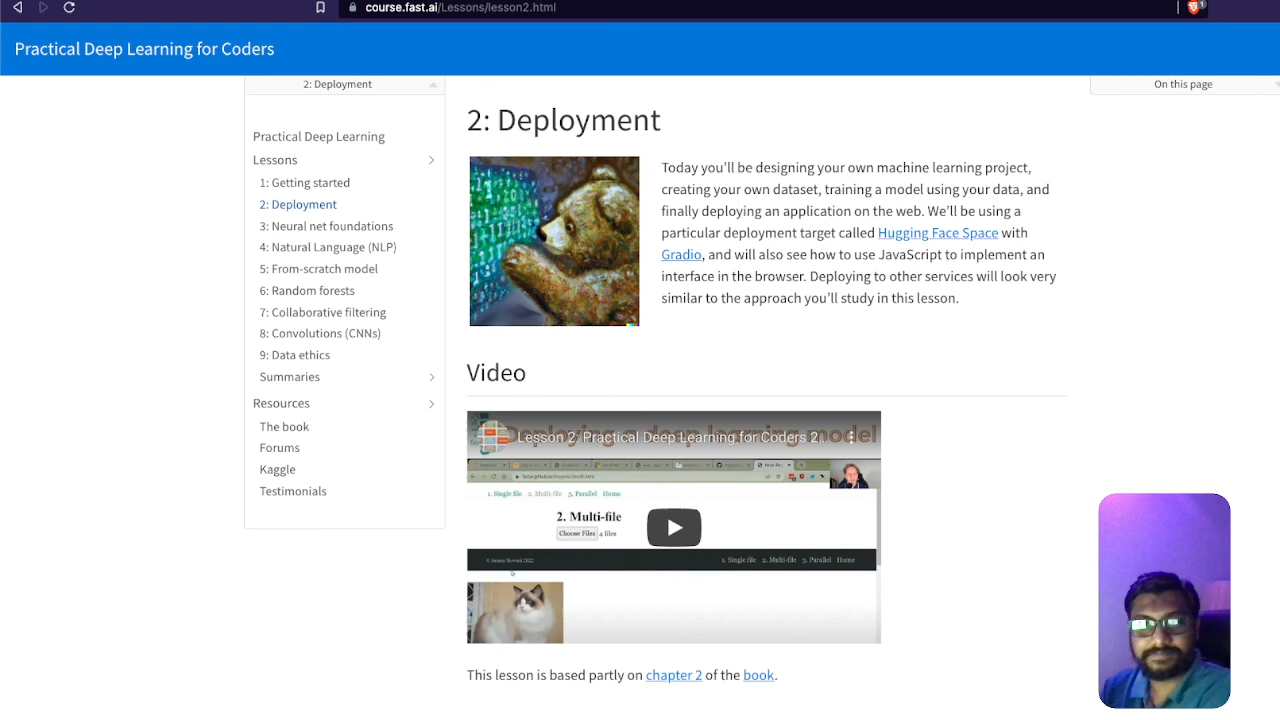 course.fast.ai/Lessons/lesson2.html
1
Practical Deep Learning for Coders
2: Deployment
On this page
Practical Deep Learning
Lessons
1: Getting started
2: Deployment
3: Neural net foundations
4: Natural Language (NLP)
5: From-scratch model
6: Random forests
7: Collaborative filtering
8: Convolutions (CNNs)
9: Data ethics
Summaries
Resources
The book
Forums
Kaggle
Testimonials
2: Deployment
Today you'll be designing your own machine learning project,
creating your own dataset, training a model using your data, and
finally deploying an application on the web. We'll be using a
particular deployment target called Hugging Face Space with
Gradio, and will also see how to use JavaScript to implement an
interface in the browser. Deploying to other services will look very
similar to the approach you'll study in this lesson.
Video
Deploying a deep learning model
Lesson 2: Practical Deep Learning for Coders 2...
1. Single file 2. Multi-file 3. Parallel Home
2. Multi-file
Choose Files 4 files
© Jeremy Howard 2022
1. Single file 2. Multi-file 3. Parallel Home
This lesson is based partly on chapter 2 of the book.